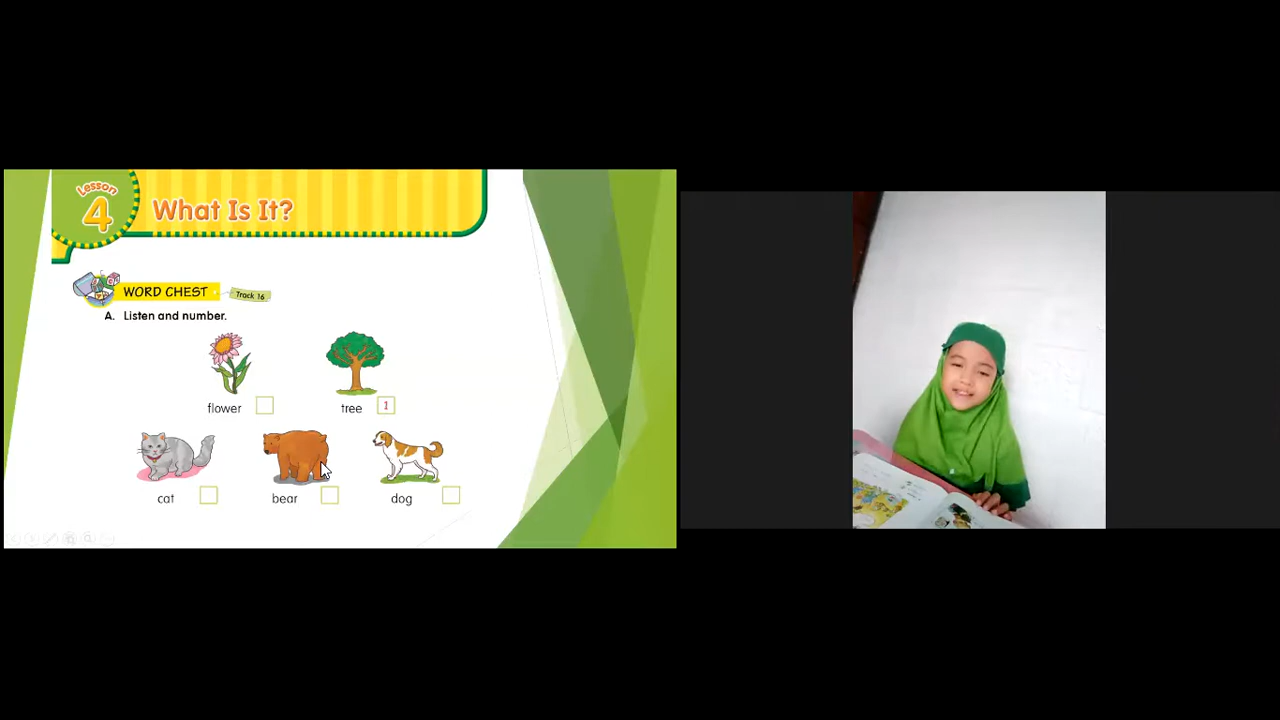 Lesson
4
What Is It?
WORD CHEST
Track 16
A. Listen and number.
flower
tree 1
cat
bear
dog